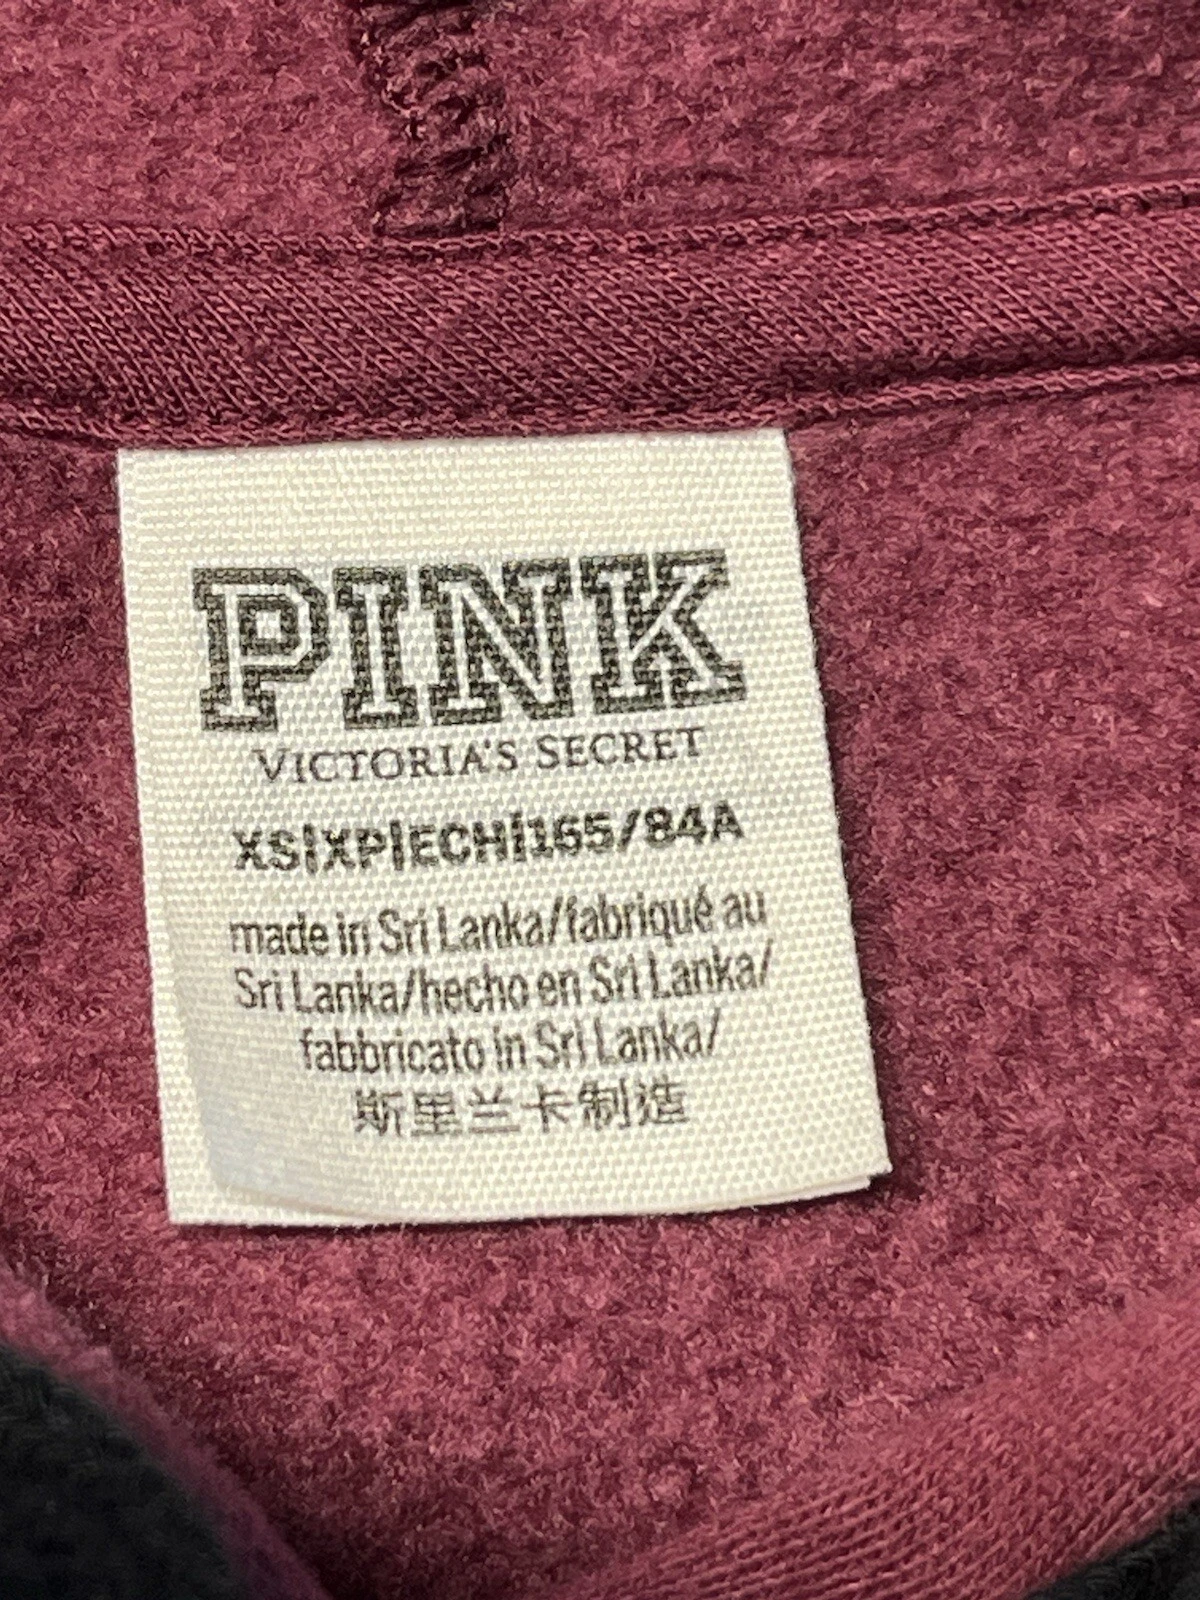 PINK
VICTORIA'S SECRET
XS|XP|ECH|165/84A
made in Sri Lanka/fabriqué au
Sri Lanka/hecho en Sri Lanka/
fabbricato in Sri Lanka/
斯里兰卡制造